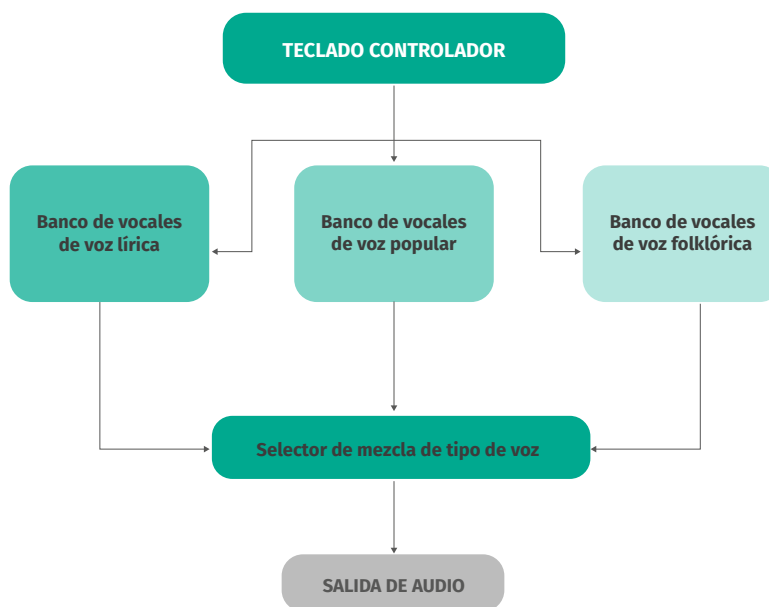 TECLADO CONTROLADOR
Banco de vocales
de voz lírica
Banco de vocales
de voz popular
Banco de vocales
de voz folklórica
Selector de mezcla de tipo de voz
SALIDA DE AUDIO